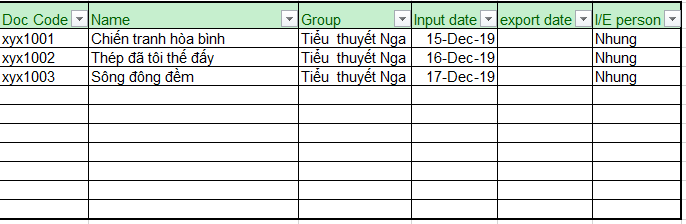 Doc Code Name Group Input date export date I/E person
xyx1001 Chiến tranh hòa bình Tiểu thuyết Nga 15-Dec-19 Nhung
xyx1002 Thép đã tôi thế đấy Tiểu thuyết Nga 16-Dec-19 Nhung
xyx1003 Sông đông đềm Tiểu thuyết Nga 17-Dec-19 Nhung